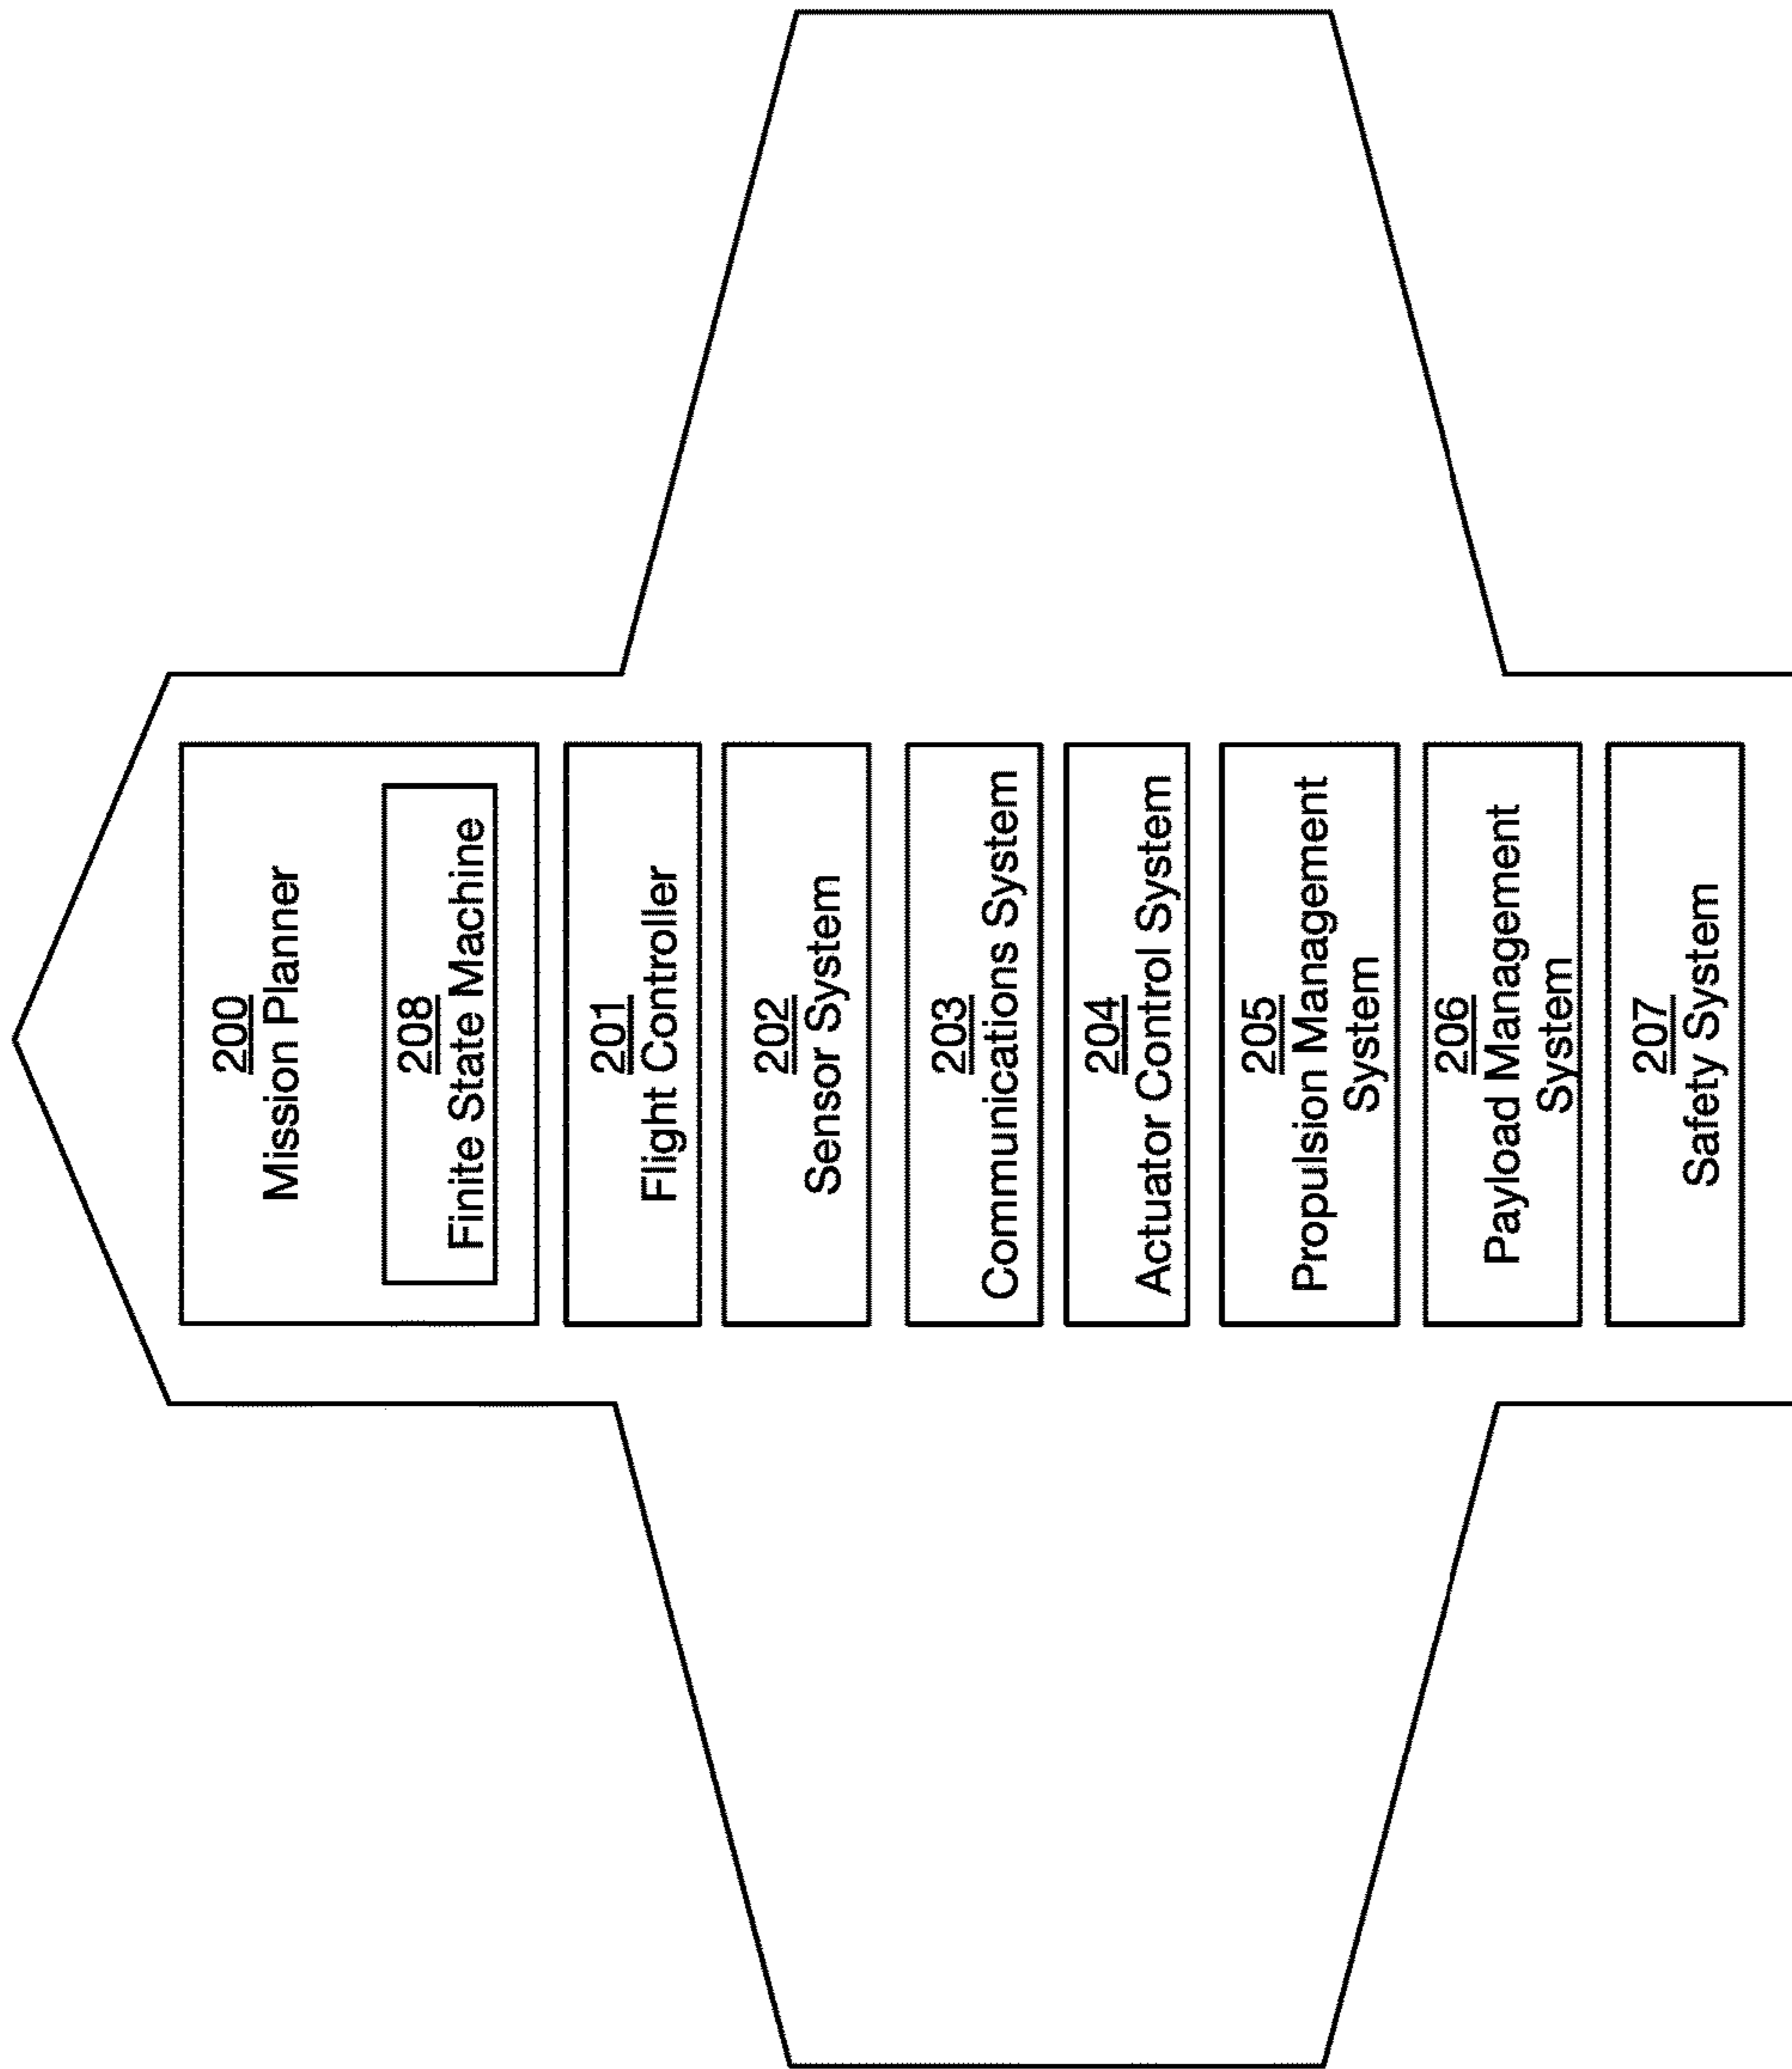 200
Mission Planner
208
Finite State Machine
201
Flight Controller
202
Sensor System
203
Communications System
204
Actuator Control System
205
Propulsion Management
System
206
Payload Management
System
207
Safety System